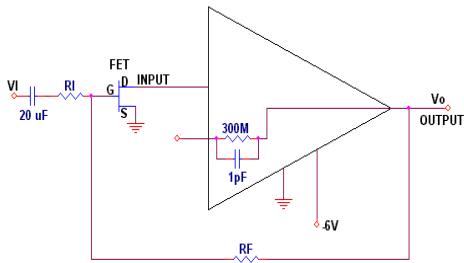 FET
VI
RI
G
D
INPUT
S
20 uF
300M
1pF
Vo
OUTPUT
-6V
RF